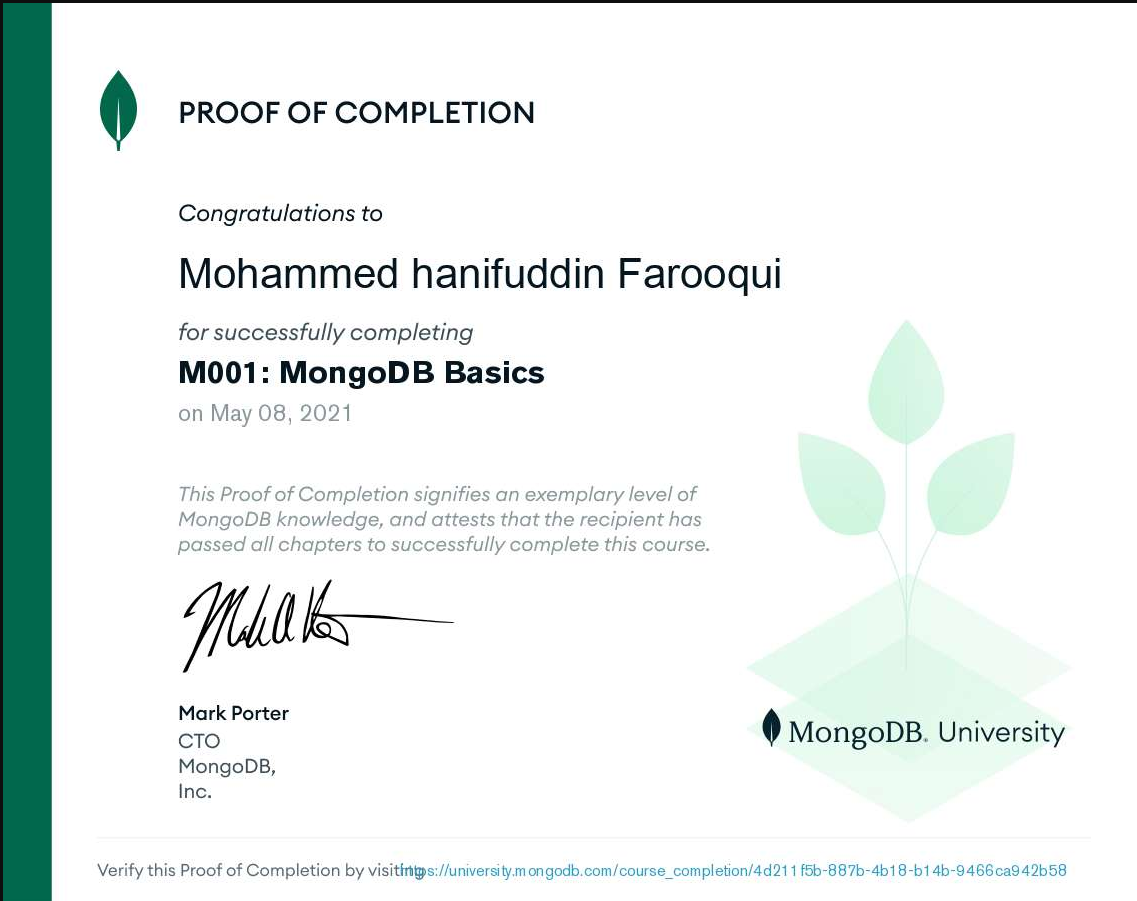 PROOF OF COMPLETION
Congratulations to
Mohammed hanifuddin Farooqui
for successfully completing
M001: MongoDB Basics
on May 08, 2021
This Proof of Completion signifies an exemplary level of
MongoDB knowledge, and attests that the recipient has
passed all chapters to successfully complete this course.
Mark Porter
CTO
MongoDB,
Inc.
MongoDB. University
Verify this Proof of Completion by visiting https://university.mongodb.com/course_completion/4d211f5b-887b-4b18-b14b-9466ca942b58